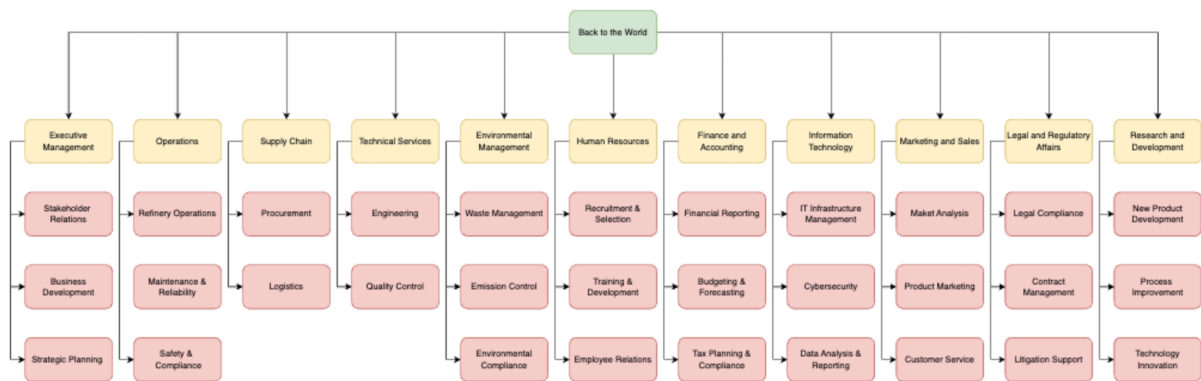 Back to the World
Executive
Management
Operations
Supply Chain
Technical Services
Environmental
Management
Human Resources
Finance and
Accounting
Information
Technology
Marketing and Sales
Legal and Regulatory
Affairs
Research and
Development
Stakeholder
Relations
Refinery Operations
Procurement
Engineering
Waste Management
Recruitment &
Selection
Financial Reporting
IT Infrastructure
Management
Maket Analysis
Legal Compliance
New Product
Development
Business
Development
Maintenance &
Reliability
Logistics
Quality Control
Emission Control
Training &
Development
Budgeting &
Forecasting
Cybersecurity
Product Marketing
Contract
Management
Process
Improvement
Strategic Planning
Safety &
Compliance
Environmental
Compliance
Employee Relations
Tax Planning &
Compliance
Data Analysis &
Reporting
Customer Service
Litigation Support
Technology
Innovation